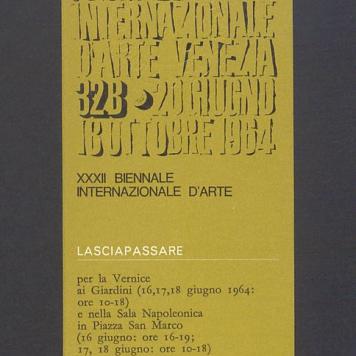 INTERNAZIONALE
D'ARTE VENEZIA
32B • 20 GIUGNO
18 OTTOBRE 1964
XXXII BIENNALE
INTERNAZIONALE D'ARTE
LASCIAPASSARE
per la Vernice
ai Giardini (16,17,18 giugno 1964:
ore 10-18)
e nella Sala Napoleonica
in Piazza San Marco
(16 giugno: ore 16-19;
17, 18 giugno: ore 10-18)